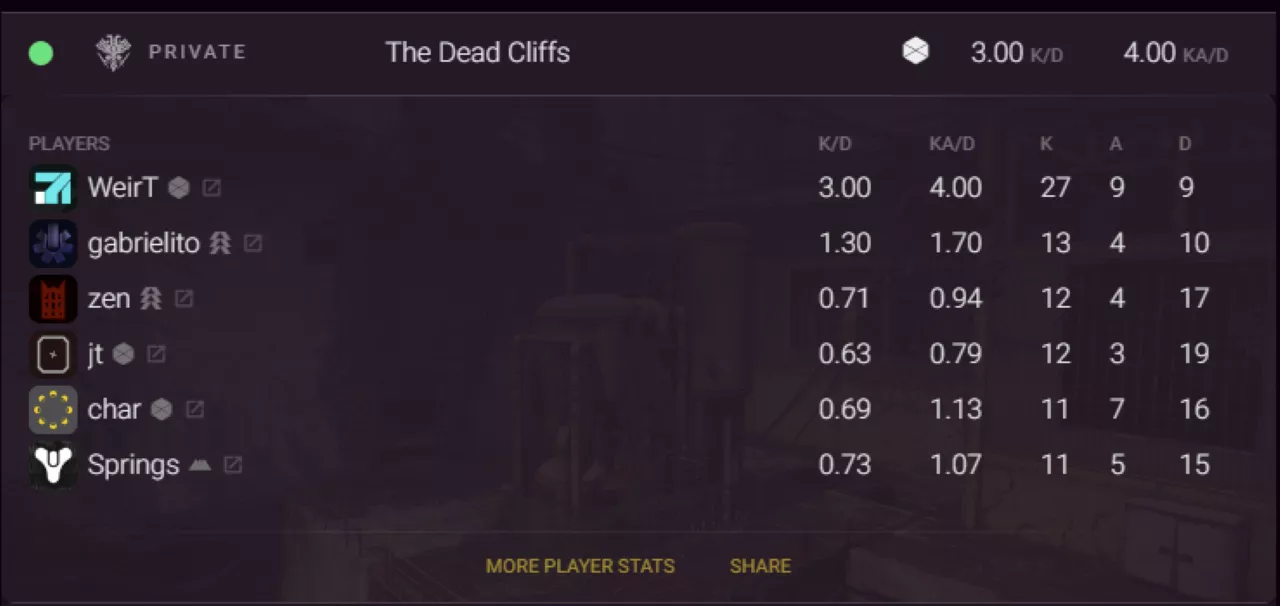 PRIVATE The Dead Cliffs 3.00 K/D 4.00 KA/D
PLAYERS K/D KA/D K A D
WeirT 3.00 4.00 27 9 9
gabrielito 1.30 1.70 13 4 10
zen 0.71 0.94 12 4 17
jt 0.63 0.79 12 3 19
char 0.69 1.13 11 7 16
Springs 0.73 1.07 11 5 15
MORE PLAYER STATS SHARE